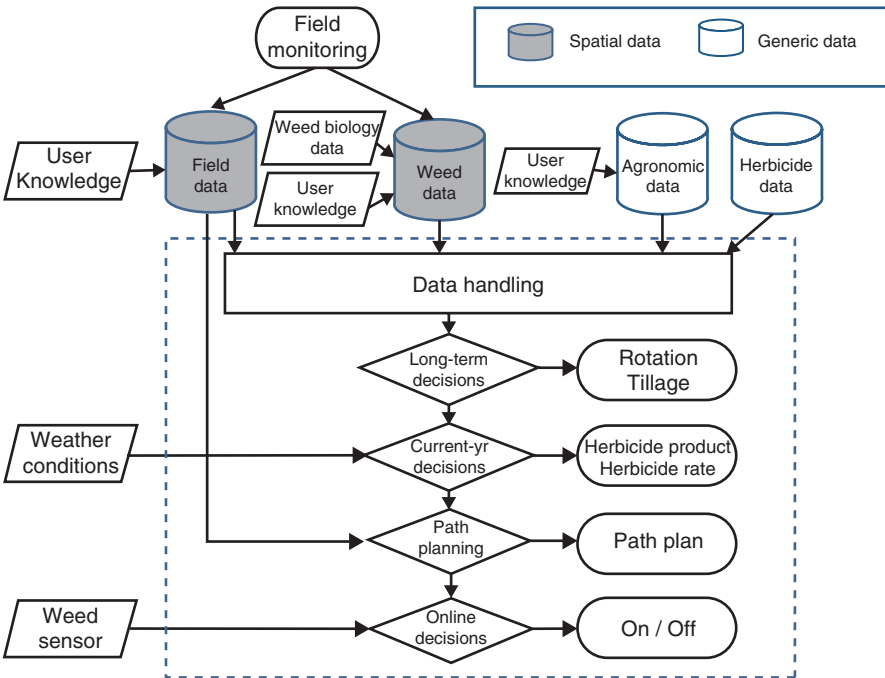 Field
monitoring
Spatial data
Generic data
User
Knowledge
Field
data
Weed biology
data
User
knowledge
Weed
data
User
knowledge
Agronomic
data
Herbicide
data
Data handling
Long-term
decisions
Rotation
Tillage
Weather
conditions
Current-yr
decisions
Herbicide product
Herbicide rate
Path
planning
Path plan
Weed
sensor
Online
decisions
On / Off